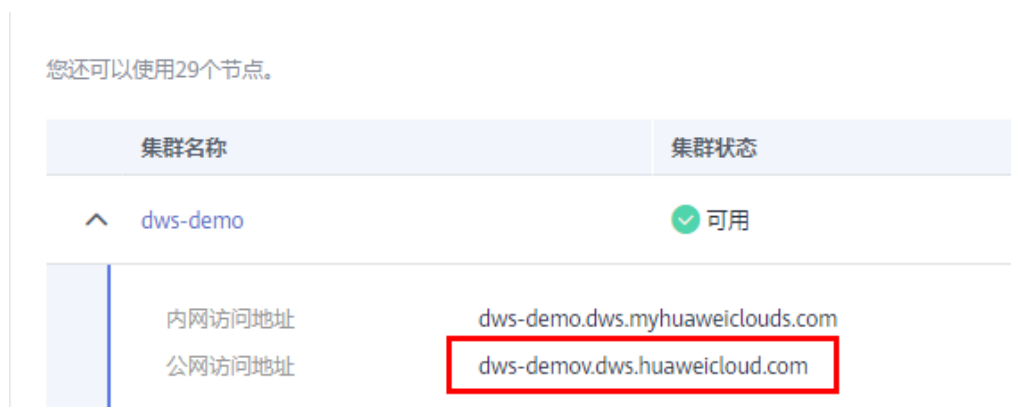 您还可以使用29个节点。
集群名称 集群状态
dws-demo 可用
内网访问地址 dws-demo.dws.myhuaweiclouds.com
公网访问地址 dws-demov.dws.huaweicloud.com